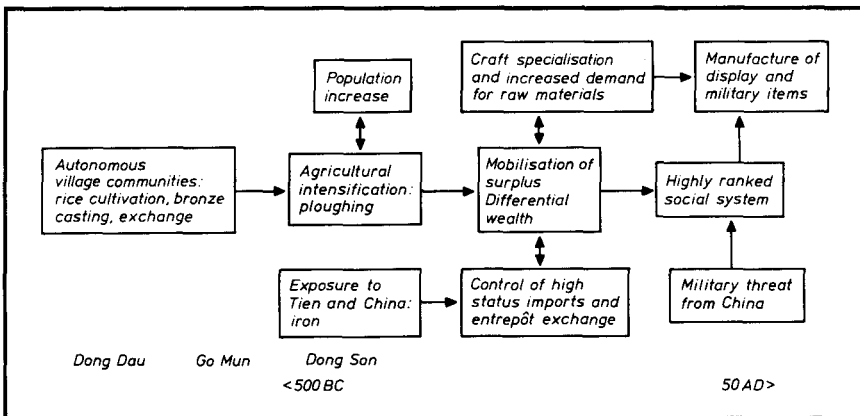 Population
increase
Craft specialisation
and increased demand
for raw materials
Manufacture of
display and
military items
Autonomous
village communities:
rice cultivation, bronze
casting, exchange
Agricultural
intensification:
ploughing
Mobilisation of
surplus
Differential
wealth
Highly ranked
social system
Exposure to
Tien and China:
iron
Control of high
status imports and
entrepôt exchange
Military threat
from China
Dong Dau Go Mun Dong Son
<500 BC 50 AD>